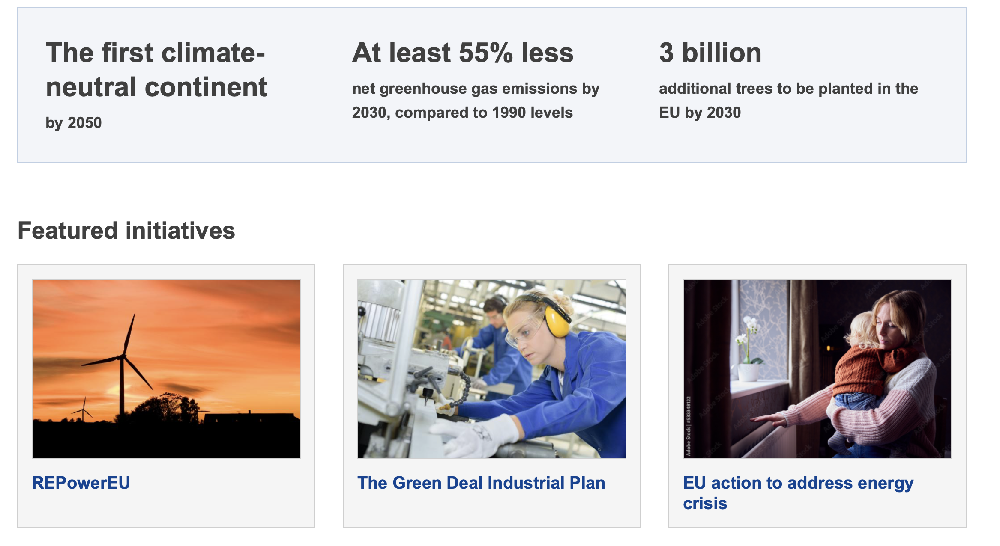 The first climate-
neutral continent
by 2050
At least 55% less
net greenhouse gas emissions by
2030, compared to 1990 levels
3 billion
additional trees to be planted in the
EU by 2030
Featured initiatives
REPowerEU
The Green Deal Industrial Plan
Adobe Stock | #533348122
Adobe Stock
EU action to address energy
crisis